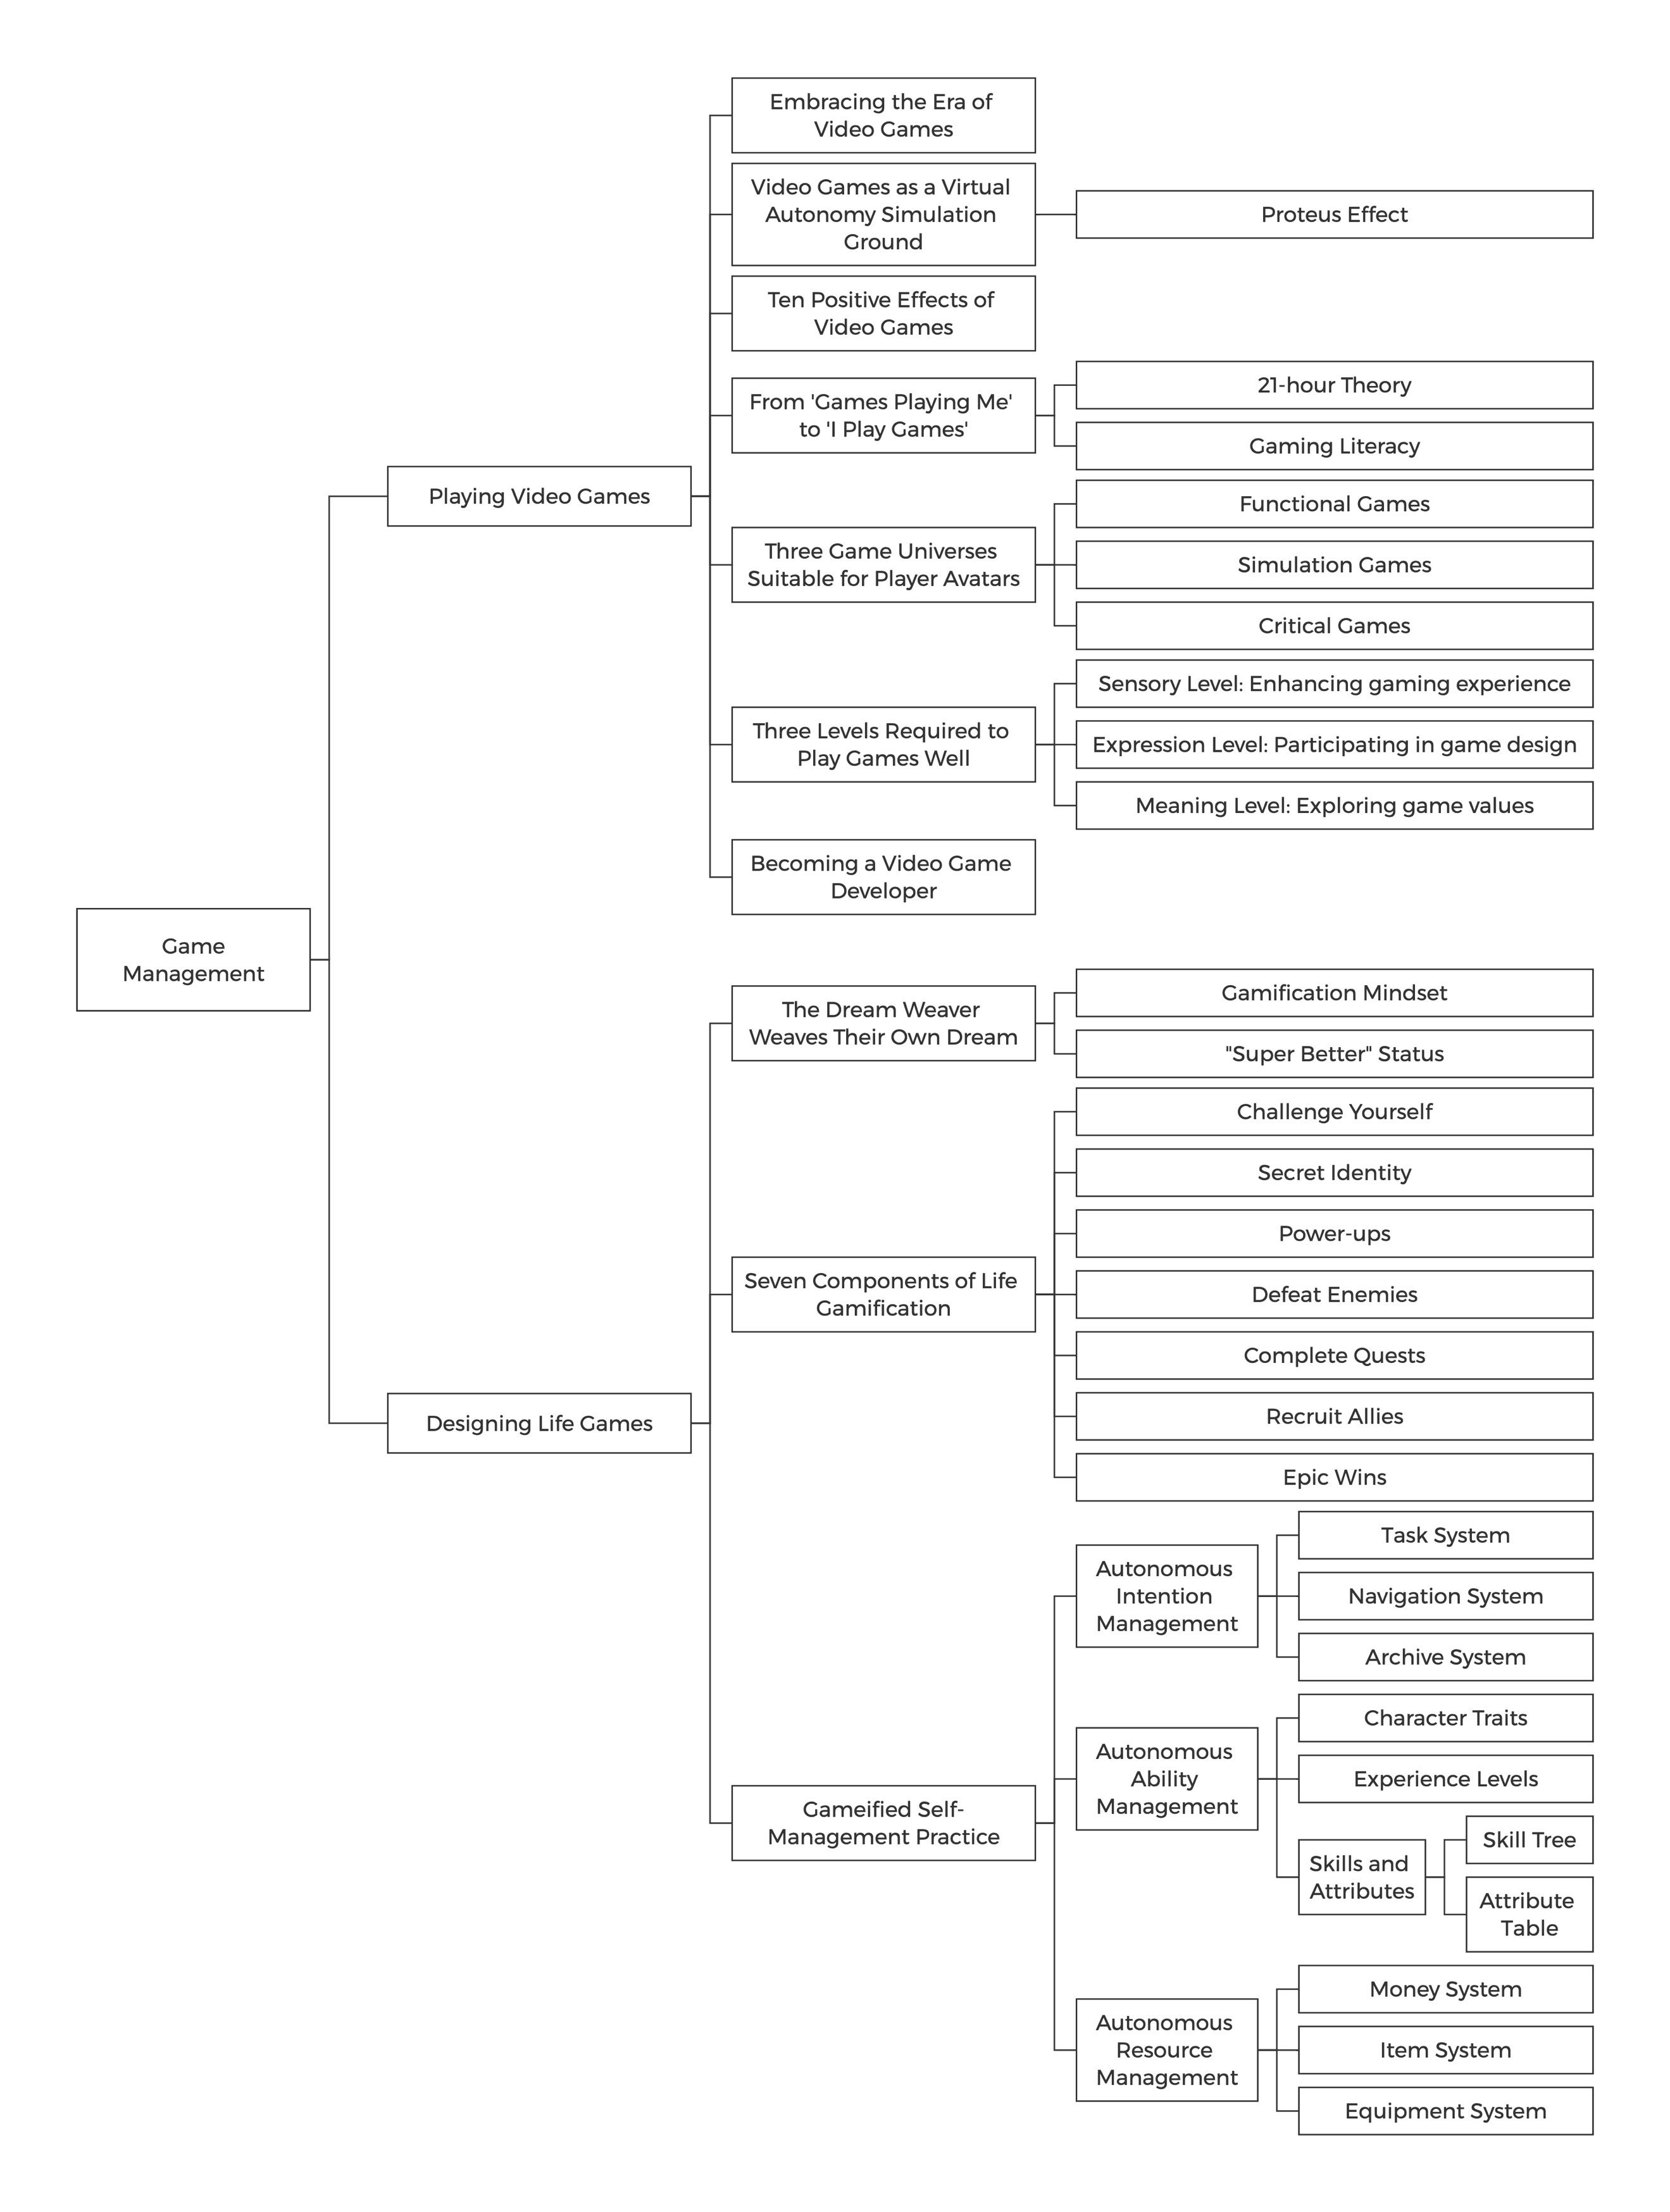 Game
Management
Playing Video Games
Embracing the Era of
Video Games
Video Games as a Virtual
Autonomy Simulation
Ground
Proteus Effect
Ten Positive Effects of
Video Games
From 'Games Playing Me'
to 'I Play Games'
21-hour Theory
Gaming Literacy
Three Game Universes
Suitable for Player Avatars
Functional Games
Simulation Games
Critical Games
Three Levels Required to
Play Games Well
Sensory Level: Enhancing gaming experience
Expression Level: Participating in game design
Meaning Level: Exploring game values
Becoming a Video Game
Developer
Designing Life Games
The Dream Weaver
Weaves Their Own Dream
Gamification Mindset
"Super Better" Status
Seven Components of Life
Gamification
Challenge Yourself
Secret Identity
Power-ups
Defeat Enemies
Complete Quests
Recruit Allies
Epic Wins
Gameified Self-
Management Practice
Autonomous
Intention
Management
Task System
Navigation System
Archive System
Autonomous
Ability
Management
Character Traits
Experience Levels
Skills and
Attributes
Skill Tree
Attribute
Table
Autonomous
Resource
Management
Money System
Item System
Equipment System